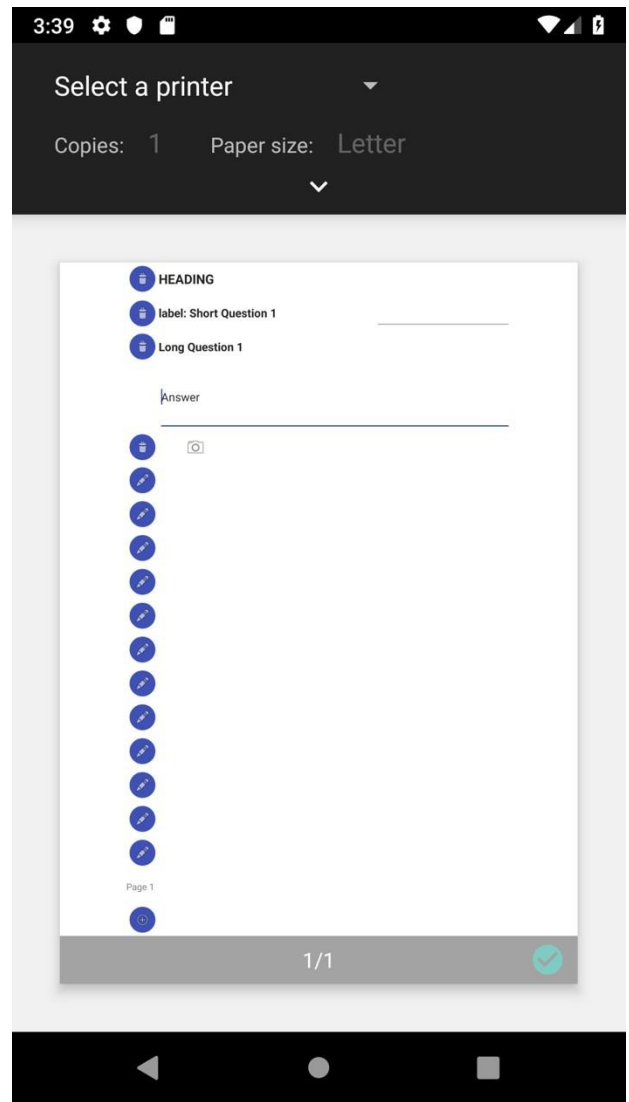 3:39
Select a printer
Copies: 1 Paper size: Letter
HEADING
label: Short Question 1
Long Question 1
Answer
Page 1
1/1